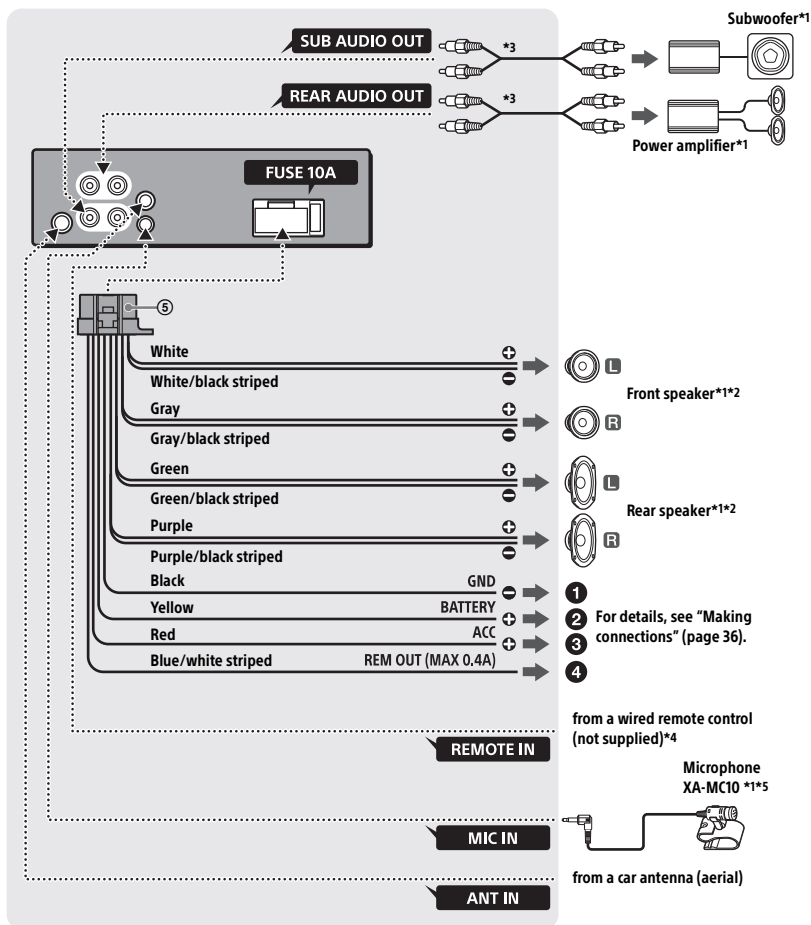 Subwoofer*1
SUB AUDIO OUT
*3
REAR AUDIO OUT
*3
Power amplifier*1
FUSE 10A
5
White
White/black striped
L
Front speaker*1*2
Gray
Gray/black striped
R
Green
Green/black striped
L
Rear speaker*1*2
Purple
Purple/black striped
R
Black
GND
1
Yellow
BATTERY
2
For details, see "Making
connections" (page 36).
Red
ACC
3
Blue/white striped
REM OUT (MAX 0.4A)
4
from a wired remote control
(not supplied)*4
REMOTE IN
Microphone
XA-MC10 *1*5
MIC IN
from a car antenna (aerial)
ANT IN